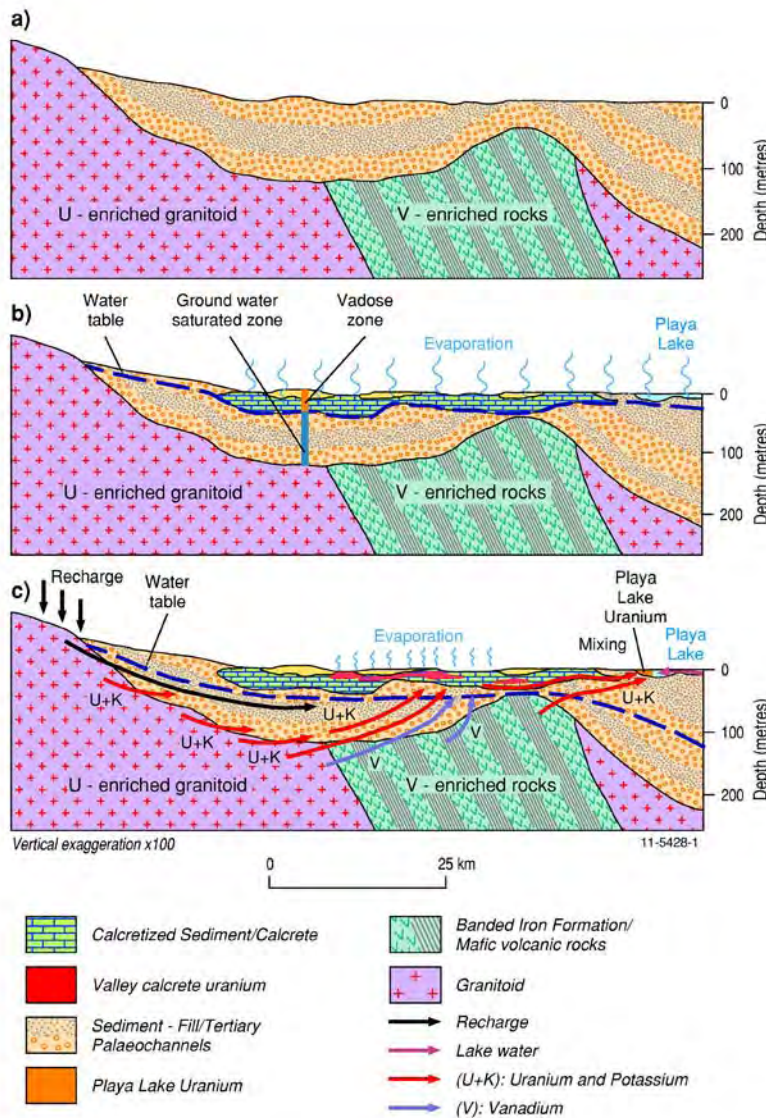 a)
0
100
200
Depth (metres)
U - enriched granitoid
V - enriched rocks
b)
Water
table
Ground water
saturated zone
Vadose
zone
Evaporation
Playa
Lake
0
100
200
Depth (metres)
U - enriched granitoid
V - enriched rocks
c)
Recharge
Water
table
Evaporation
Playa
Lake
Uranium
Mixing
Playa
Lake
0
100
200
Depth (metres)
U+K
U+K
U+K
U+K
U+K
V
V
U - enriched granitoid
V - enriched rocks
Vertical exaggeration x100
11-5428-1
0
25 km
Calcretized Sediment/Calcrete
Valley calcrete uranium
Sediment - Fill/Tertiary
Palaeochannels
Playa Lake Uranium
Banded Iron Formation/
Mafic volcanic rocks
Granitoid
Recharge
Lake water
(U+K): Uranium and Potassium
(V): Vanadium